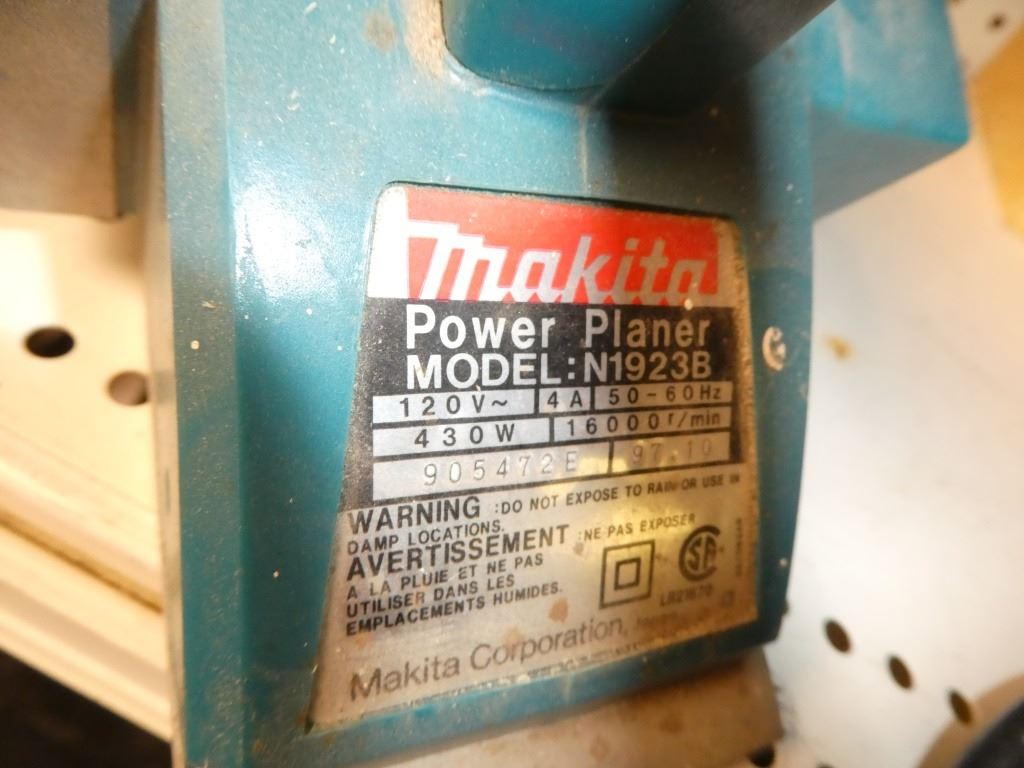 makita
Power Planer
MODEL:N1923B
120V~ 4A 50-60Hz
430W 16000r/min
905472E 97.10
WARNING :DO NOT EXPOSE TO RAIN OR USE IN
DAMP LOCATIONS.
AVERTISSEMENT :NE PAS EXPOSER
A LA PLUIE ET NE PAS
UTILISER DANS LES
EMPLACEMENTS HUMIDES.
SA
LR21670
Makita Corporation,